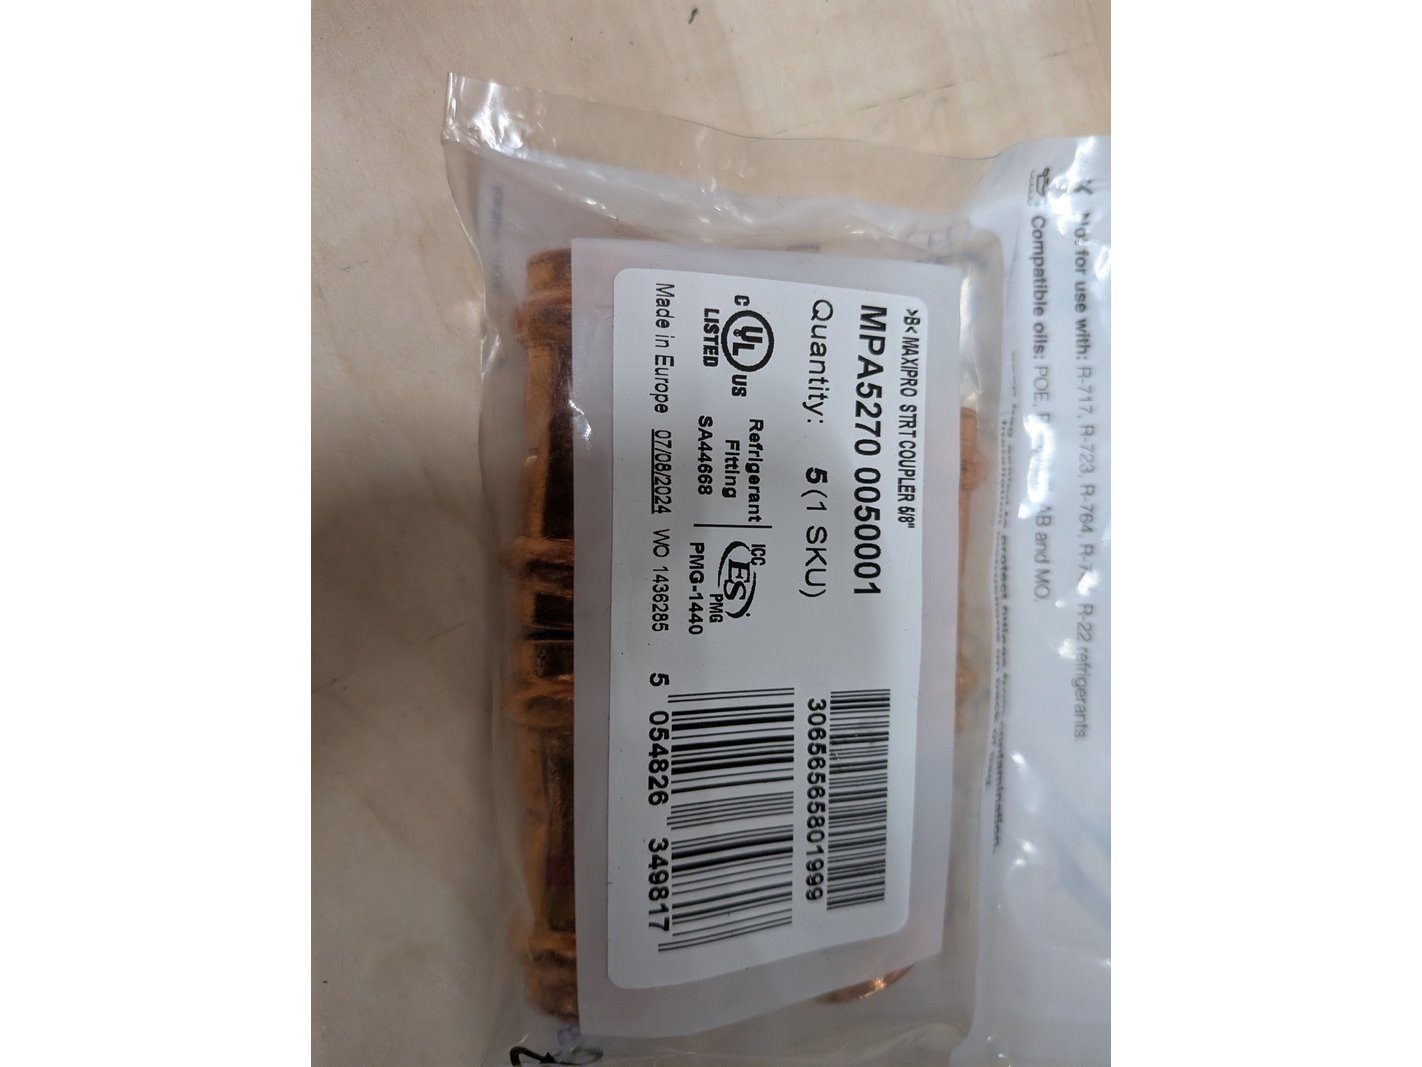 Not for use with: R-717, R-723, R-764, R-22 refrigerants.
Compatible oils: POE, AB and MO.
>B< MAXIPRO STRT COUPLER 5/8"
MPA5270 0050001
Quantity: 5 (1 SKU)
C UL US
LISTED
Refrigerant
Fitting
SA44668
ICC
ES
PMG
PMG-1440
Made in Europe 07/08/2024 WO 1436285
30656565801999
5 054826 349817